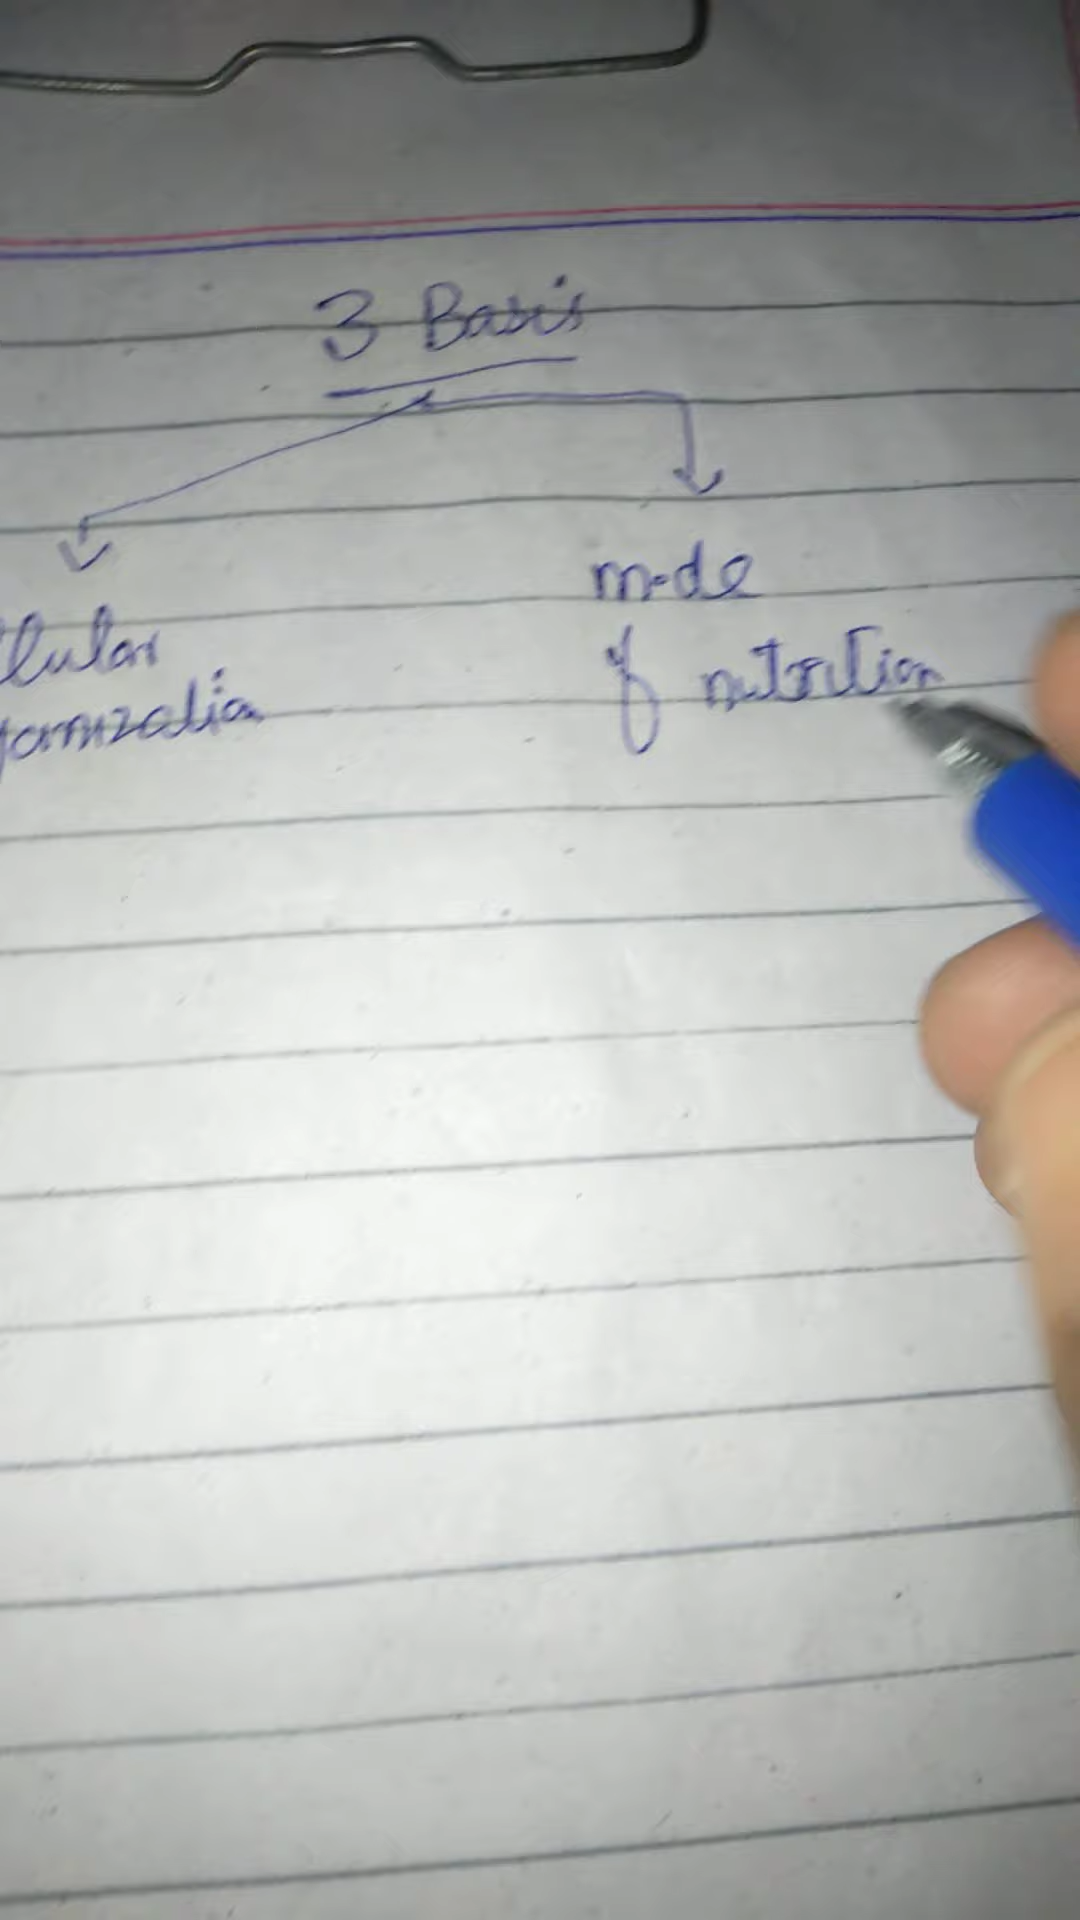 3 Basis
llular
ganization
mode
of nutrition